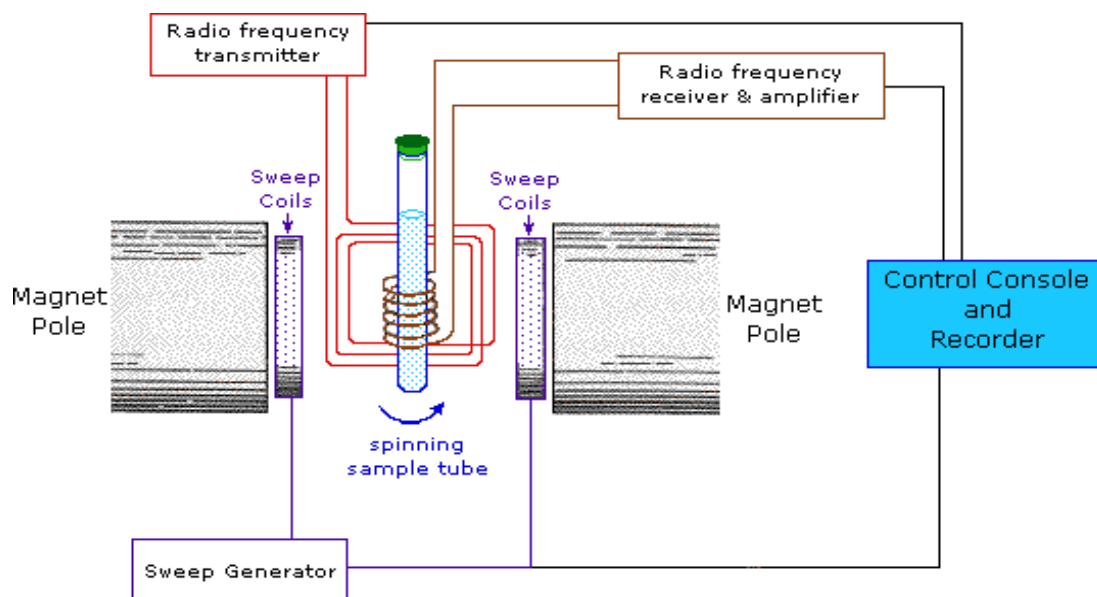 Radio frequency
transmitter
Radio frequency
receiver & amplifier
Sweep
Coils
Sweep
Coils
Magnet
Pole
Magnet
Pole
Control Console
and
Recorder
spinning
sample tube
Sweep Generator